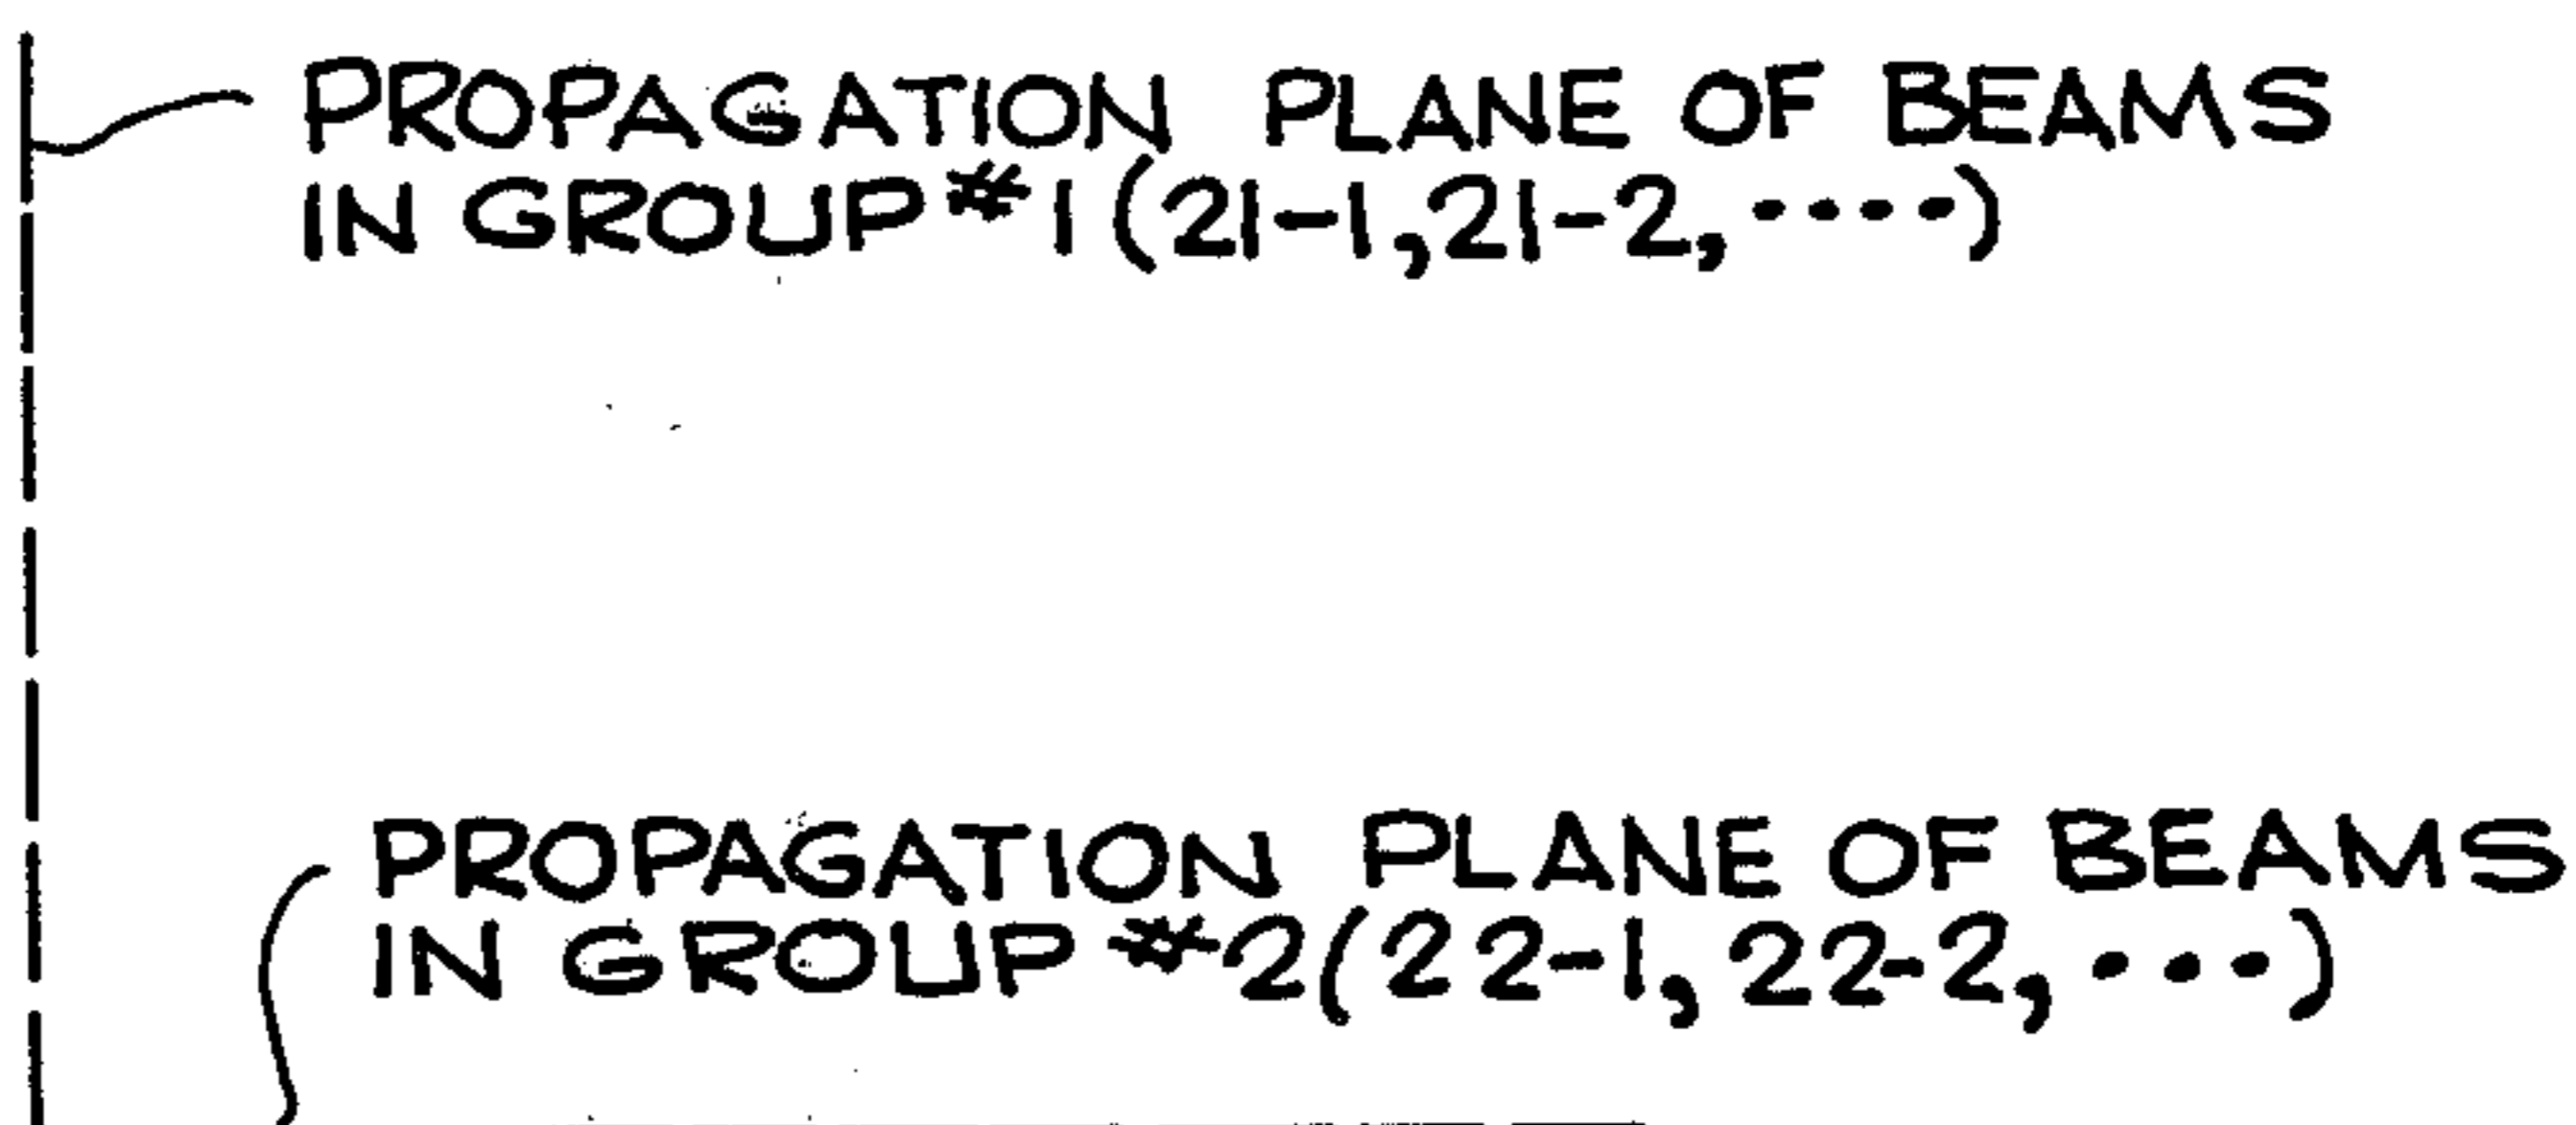 PROPAGATION PLANE OF BEAMS
IN GROUP #1 (21-1, 21-2, ....)
PROPAGATION PLANE OF BEAMS
IN GROUP #2 (22-1, 22-2, ...)